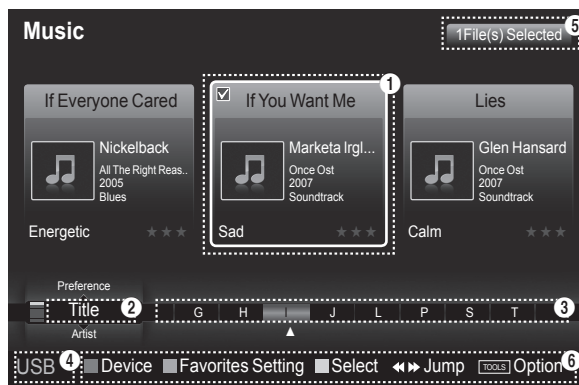 Music
1File(s) Selected
5
1
If Everyone Cared
If You Want Me
Lies
Nickelback
All The Right Reas..
2005
Blues
Marketa Irgl...
Once Ost
2007
Soundtrack
Glen Hansard
Once Ost
2007
Soundtrack
Energetic ★★★
Sad ★★★
Calm ★★★
Preference
Title 2
Artist
G H I J L P S T 3
USB 4 Device Favorites Setting Select ◄◄ ►► Jump TOOLS Option 6